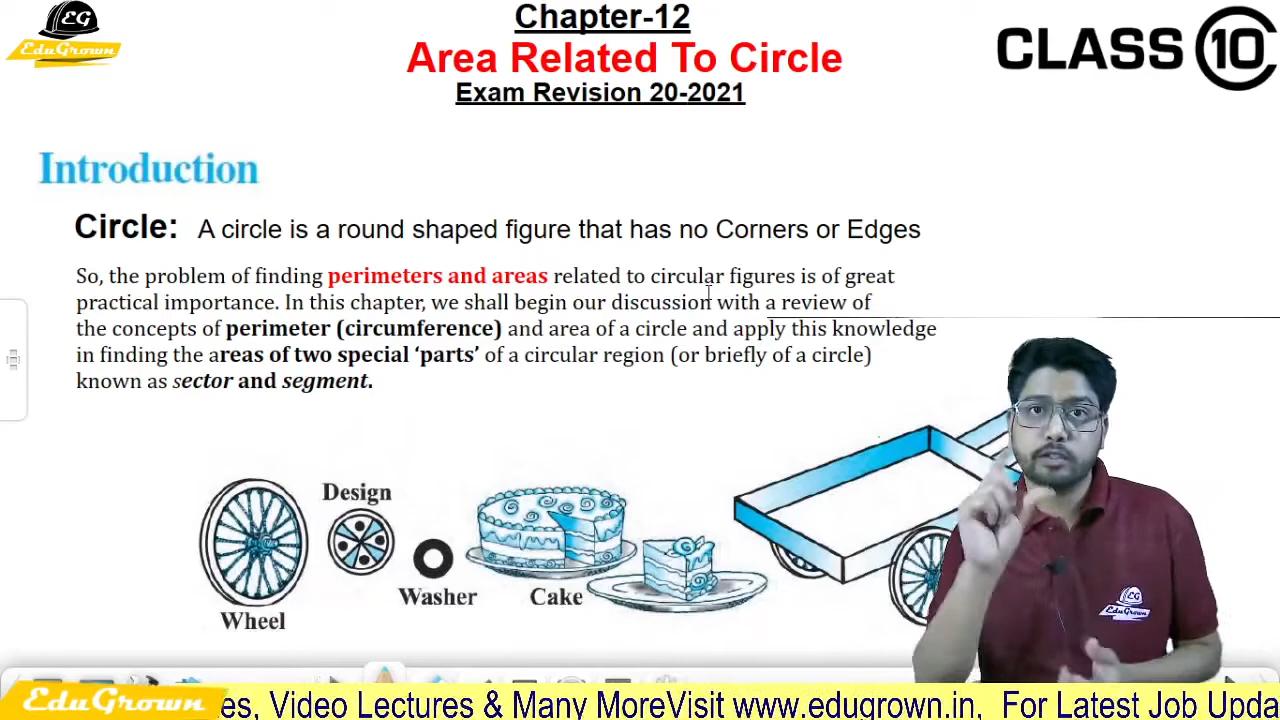 EG
EduGrown
Chapter-12
Area Related To Circle
Exam Revision 20-2021
CLASS 10
Introduction
Circle: A circle is a round shaped figure that has no Corners or Edges
So, the problem of finding perimeters and areas related to circular figures is of great
practical importance. In this chapter, we shall begin our discussion with a review of
the concepts of perimeter (circumference) and area of a circle and apply this knowledge
in finding the areas of two special ‘parts’ of a circular region (or briefly of a circle)
known as sector and segment.
Design
Washer
Cake
Wheel
EG
EduGrown
EduGrown
es, Video Lectures & Many MoreVisit www.edugrown.in, For Latest Job Upda